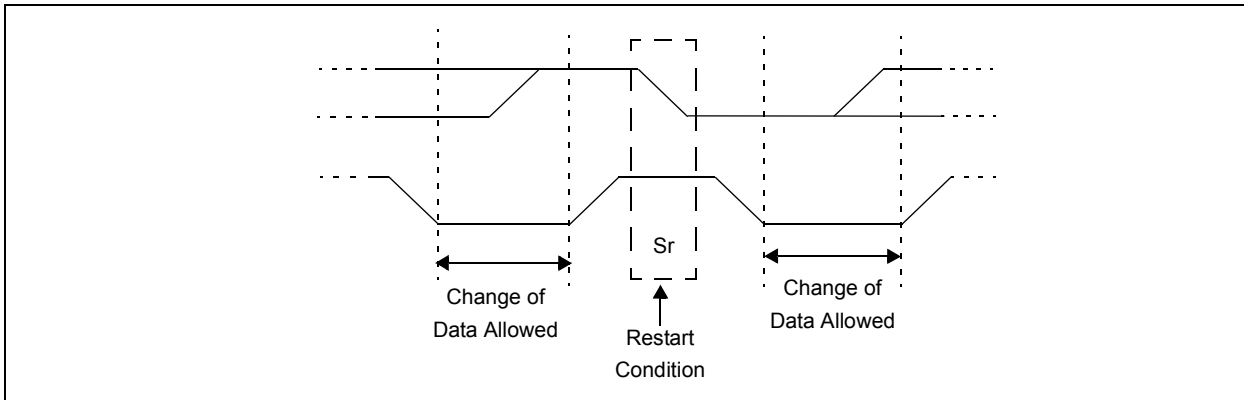 Sr
Change of
Data Allowed
Restart
Condition
Change of
Data Allowed